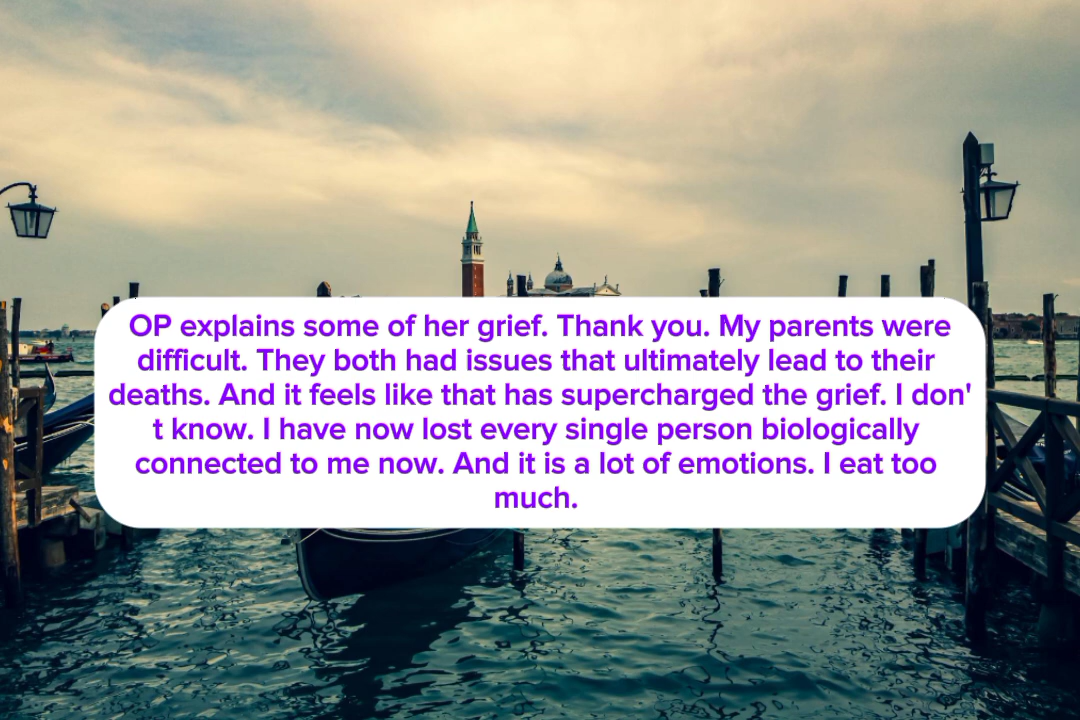 OP explains some of her grief. Thank you. My parents were
difficult. They both had issues that ultimately lead to their
deaths. And it feels like that has supercharged the grief. I don'
t know. I have now lost every single person biologically
connected to me now. And it is a lot of emotions. I eat too
much.